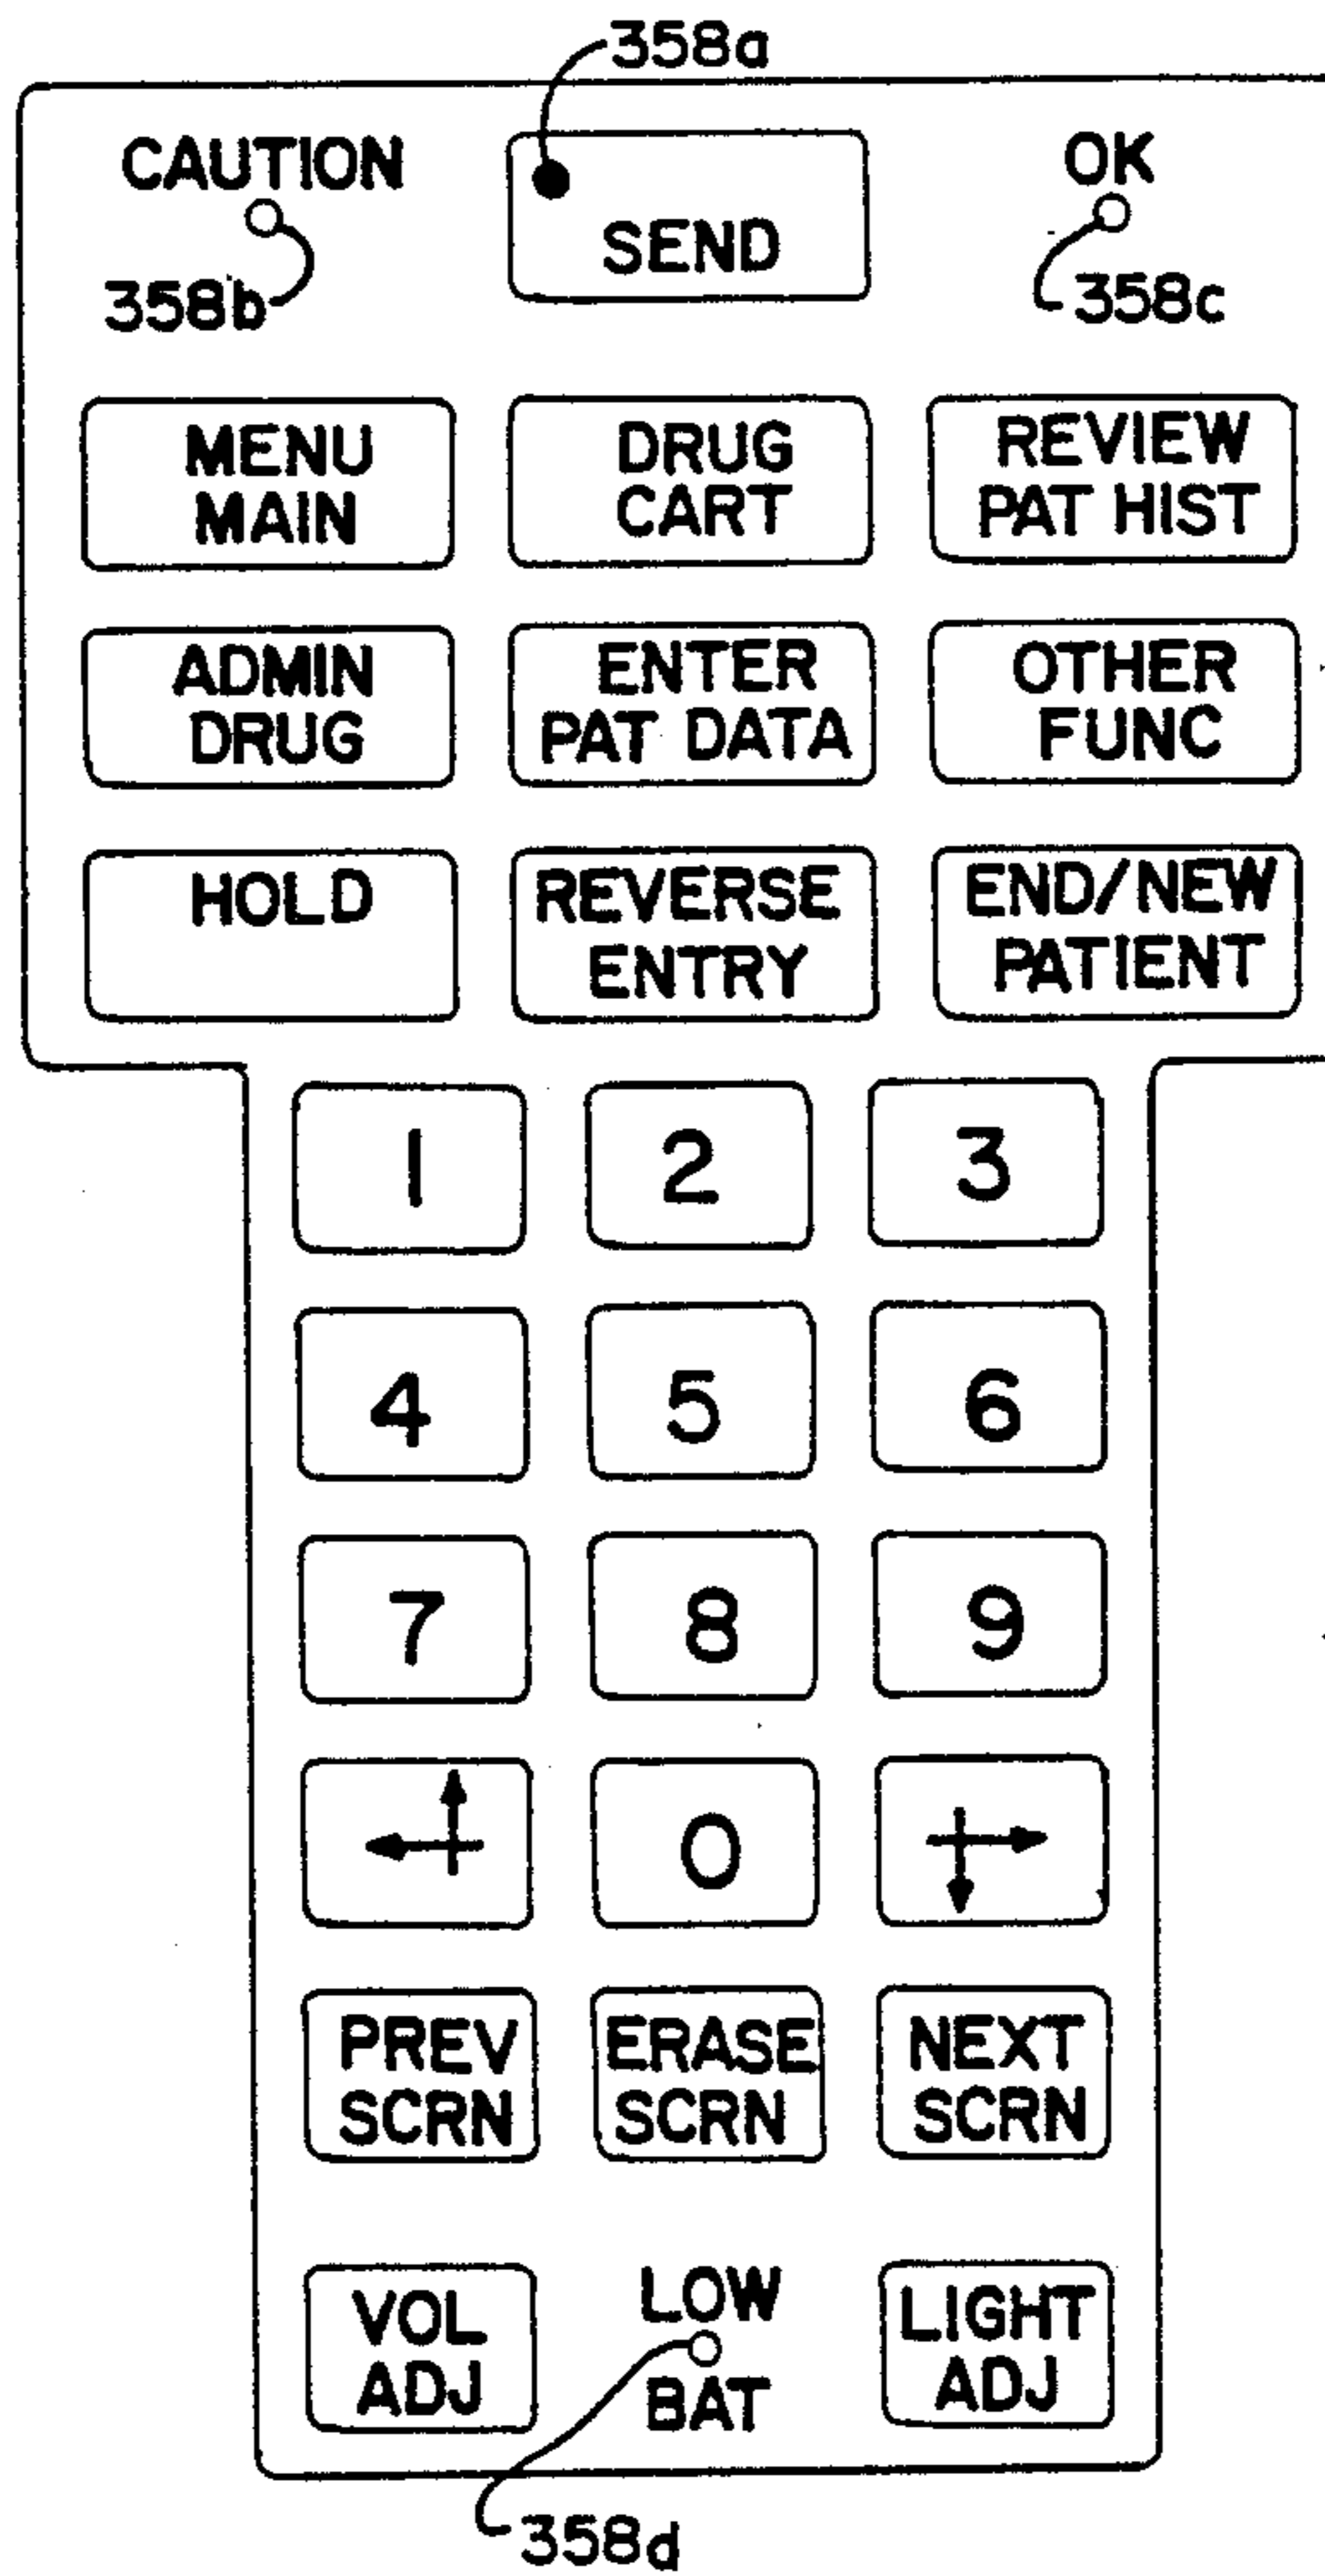 358a
CAUTION
SEND
OK
358b
358c
MENU
MAIN
DRUG
CART
REVIEW
PAT HIST
ADMIN
DRUG
ENTER
PAT DATA
OTHER
FUNC
HOLD
REVERSE
ENTRY
END/NEW
PATIENT
1
2
3
4
5
6
7
8
9
0
PREV
SCRN
ERASE
SCRN
NEXT
SCRN
VOL
ADJ
LOW
BAT
LIGHT
ADJ
358d